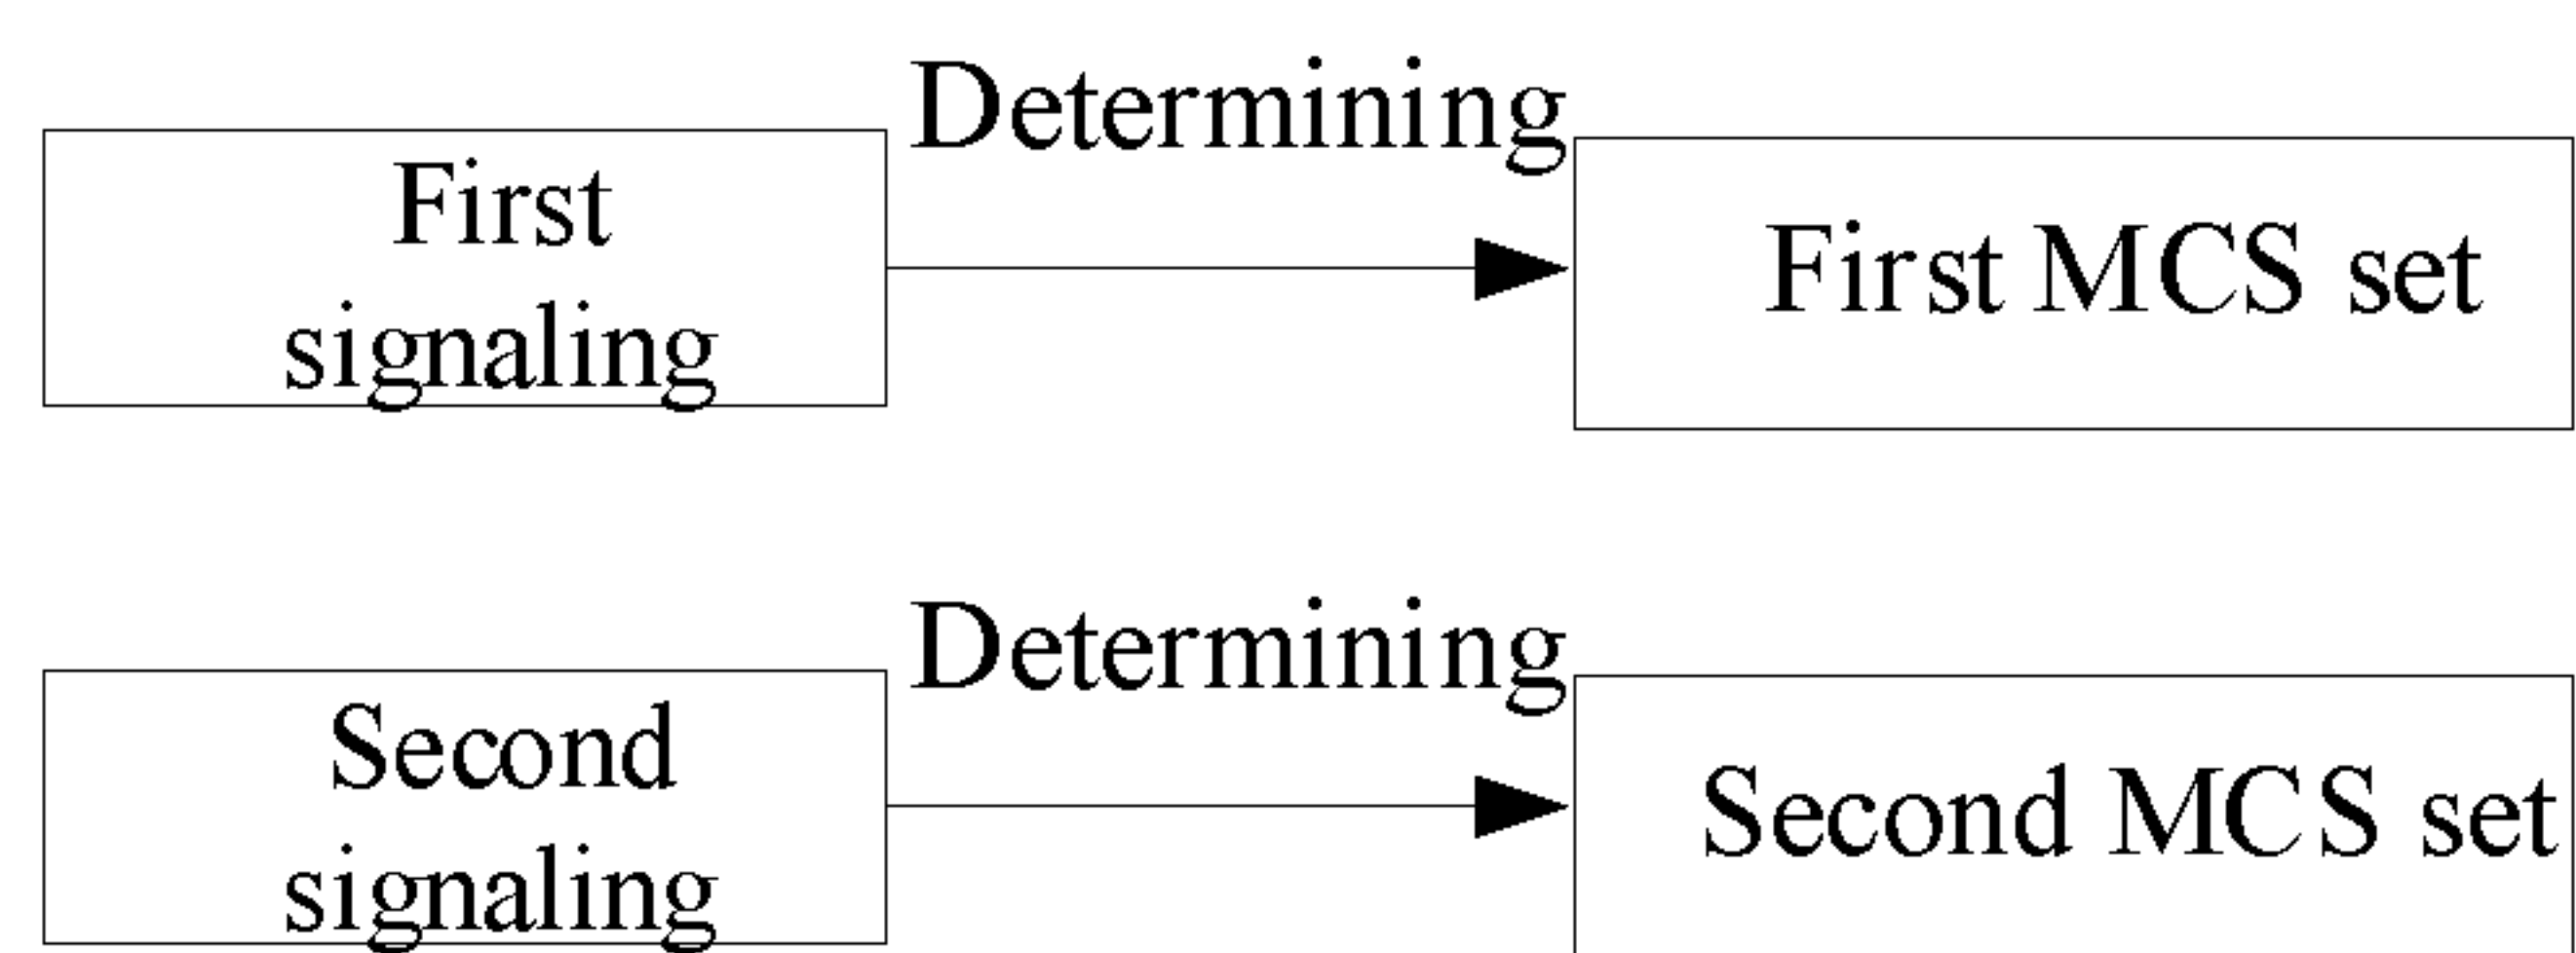 Determining
First
signaling
First MCS set
Determining
Second
signaling
Second MCS set